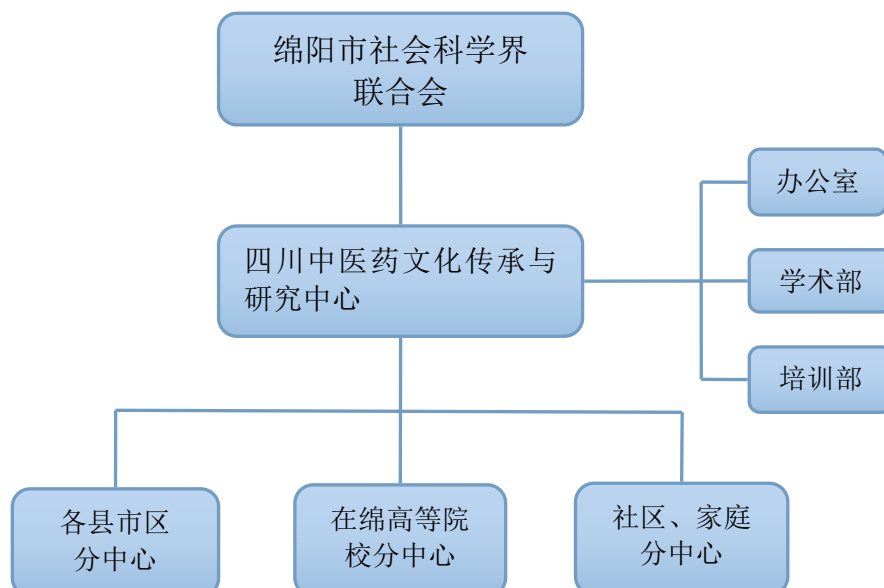 绵阳市社会科学界
联合会
办公室
四川中医药文化传承与
研究中心
学术部
培训部
各县市区
分中心
在绵高等院
校分中心
社区、家庭
分中心